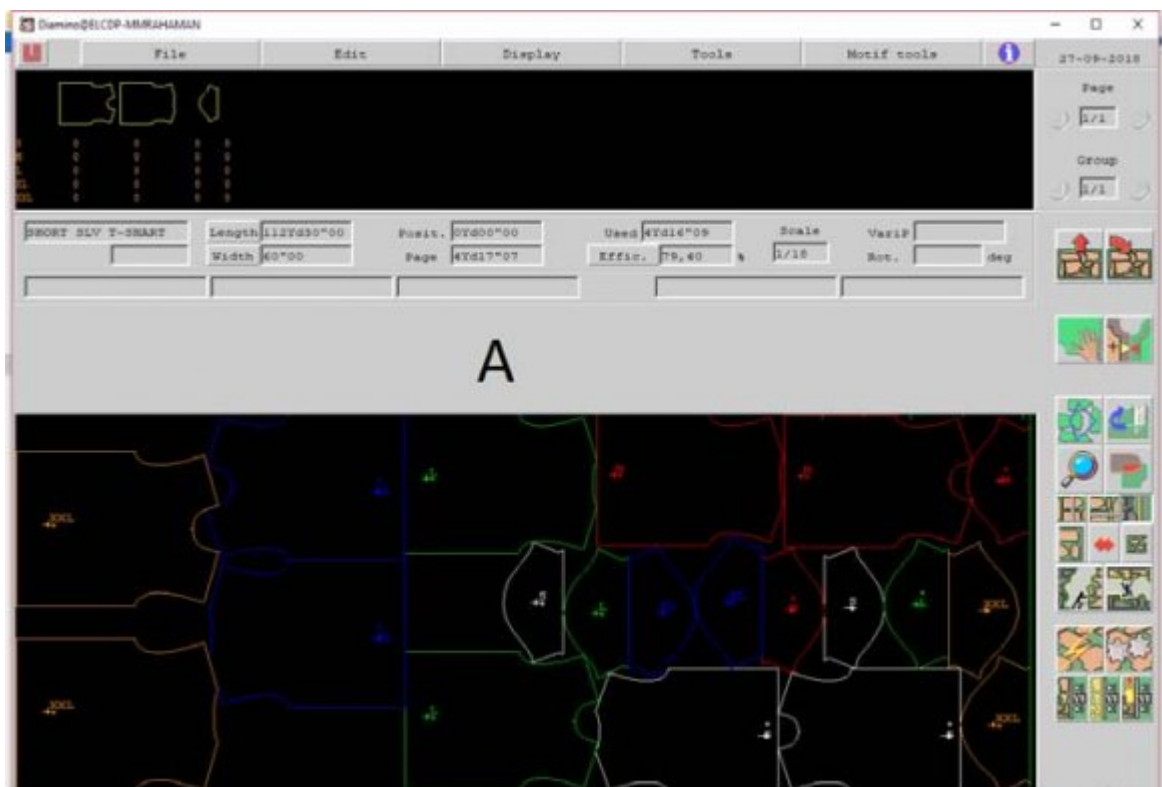 Diamino@ELCDP-MMRAHAMAN
File Edit Display Tools Motif tools 27-09-2018
Page
1/1
Group
1/1
SHORT SLV T-SHART Length 112Yd30"00 Posit. 0Yd00"00 Used 4Yd16"09 Scale VariP
Width 60"00 Page 4Yd17"07 Effic. 79,40 % 1/18 Rot. deg
A
XXL
XXL
XXL
XXL